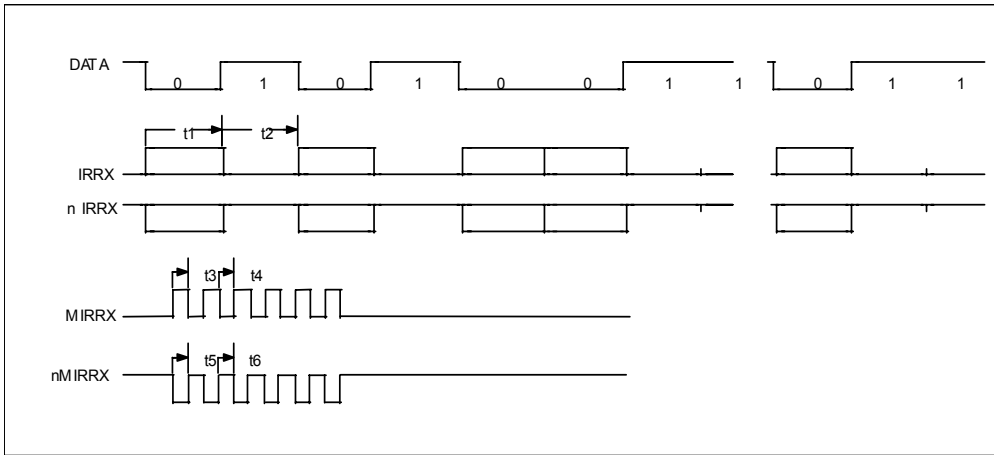 DATA
0 1 0 1 0 0 1 1 0 1 1
t1 t2
IRRX
n IRRX
t3 t4
MIRRX
t5 t6
nMIRRX